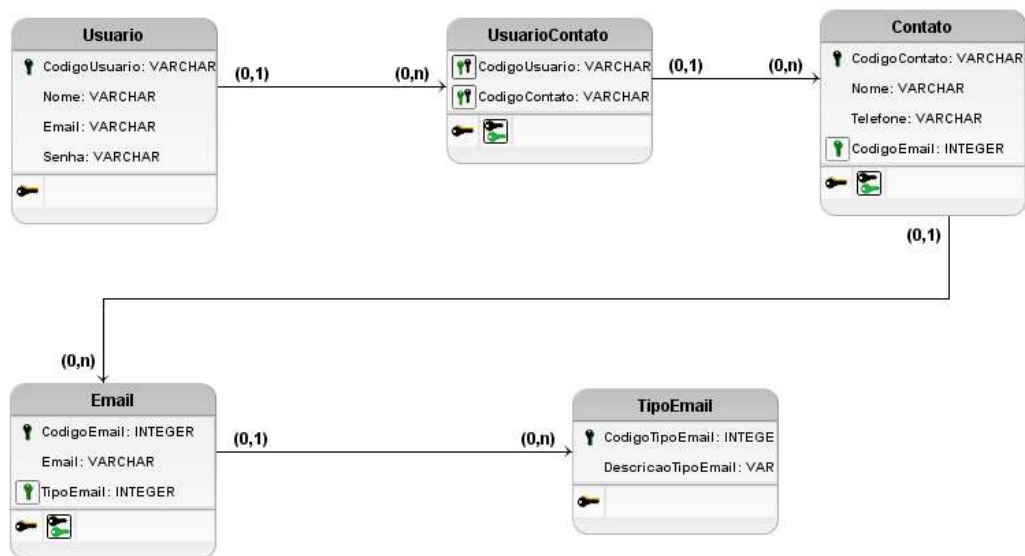 Usuario
CodigoUsuario: VARCHAR
Nome: VARCHAR
Email: VARCHAR
Senha: VARCHAR
(0,1)
(0,n)
UsuarioContato
CodigoUsuario: VARCHAR
CodigoContato: VARCHAR
(0,1)
(0,n)
Contato
CodigoContato: VARCHAR
Nome: VARCHAR
Telefone: VARCHAR
CodigoEmail: INTEGER
(0,1)
(0,n)
Email
CodigoEmail: INTEGER
Email: VARCHAR
TipoEmail: INTEGER
(0,1)
(0,n)
TipoEmail
CodigoTipoEmail: INTEGE
DescricaoTipoEmail: VAR